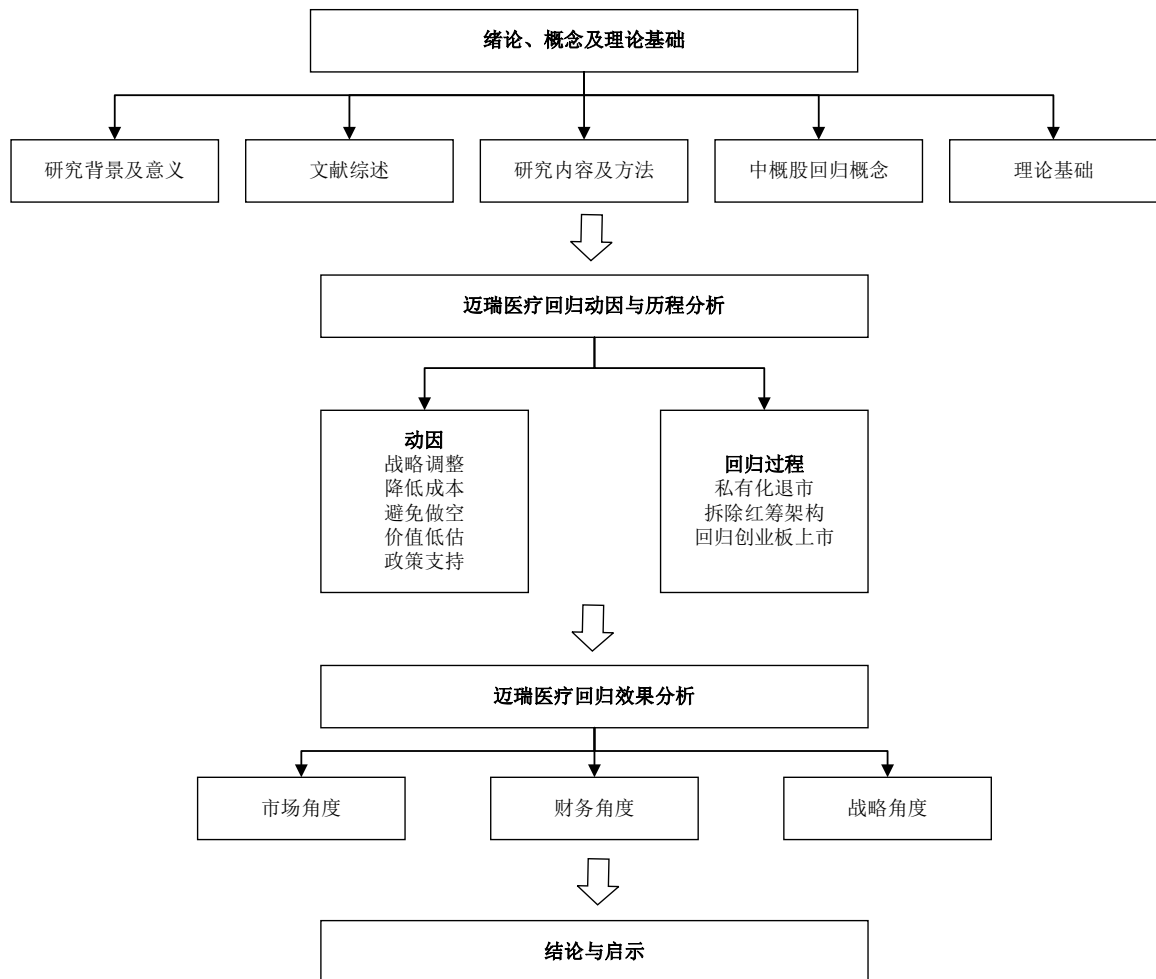 绪论、概念及理论基础
研究背景及意义
文献综述
研究内容及方法
中概股回归概念
理论基础
迈瑞医疗回归动因与历程分析
动因
战略调整
降低成本
避免做空
价值低估
政策支持
回归过程
私有化退市
拆除红筹架构
回归创业板上市
迈瑞医疗回归效果分析
市场角度
财务角度
战略角度
结论与启示